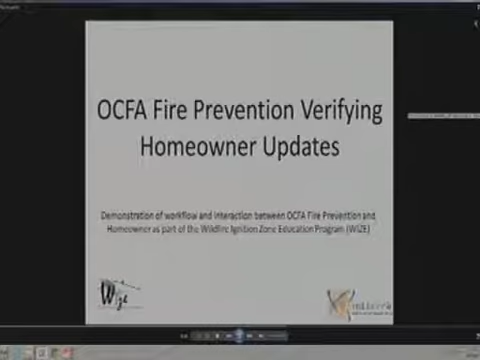 OCFA Fire Prevention Verifying
Homeowner Updates
Demonstration of workflow and interaction between OCFA Fire Prevention and
Homeowner as part of the Wildfire Ignition Zone Education Program (WIZE)
Wize